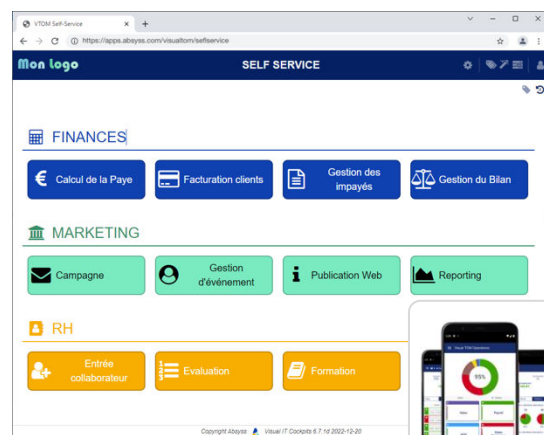 VTOM Self-Service
https://apps.absyss.com/visualtom/selfservice
Mon Logo
SELF SERVICE
FINANCES
Calcul de la Paye
Facturation clients
Gestion des
impayés
Gestion du Bilan
MARKETING
Campagne
Gestion
d'événement
Publication Web
Reporting
RH
Entrée
collaborateur
Evaluation
Formation
95%
Copyright Absyss
Visual IT Cockpits 6.7.1d 2022-12-20